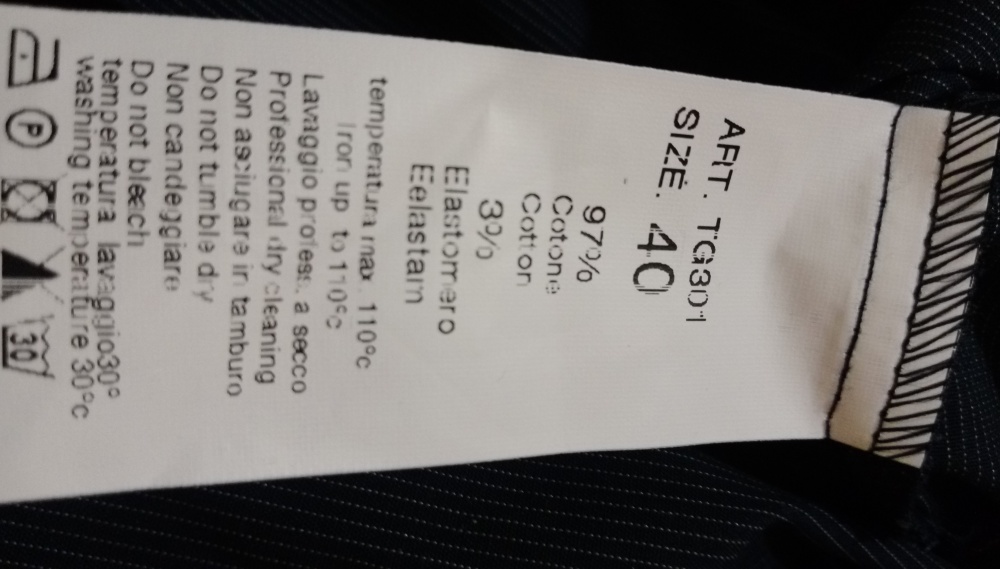 ART. TG301
SIZE. 40
97%
Cotone
Cotton
3%
Elastomero
Eelastam
temperatura max. 110°c
Iron up to 110°c
Lavaggio profess. a secco
Professional dry cleaning
Non asciugare in tamburo
Do not tumble dry
Non candeggiare
Do not bleach
temperatura lavaggio30°
washing temperature 30°c
P
30